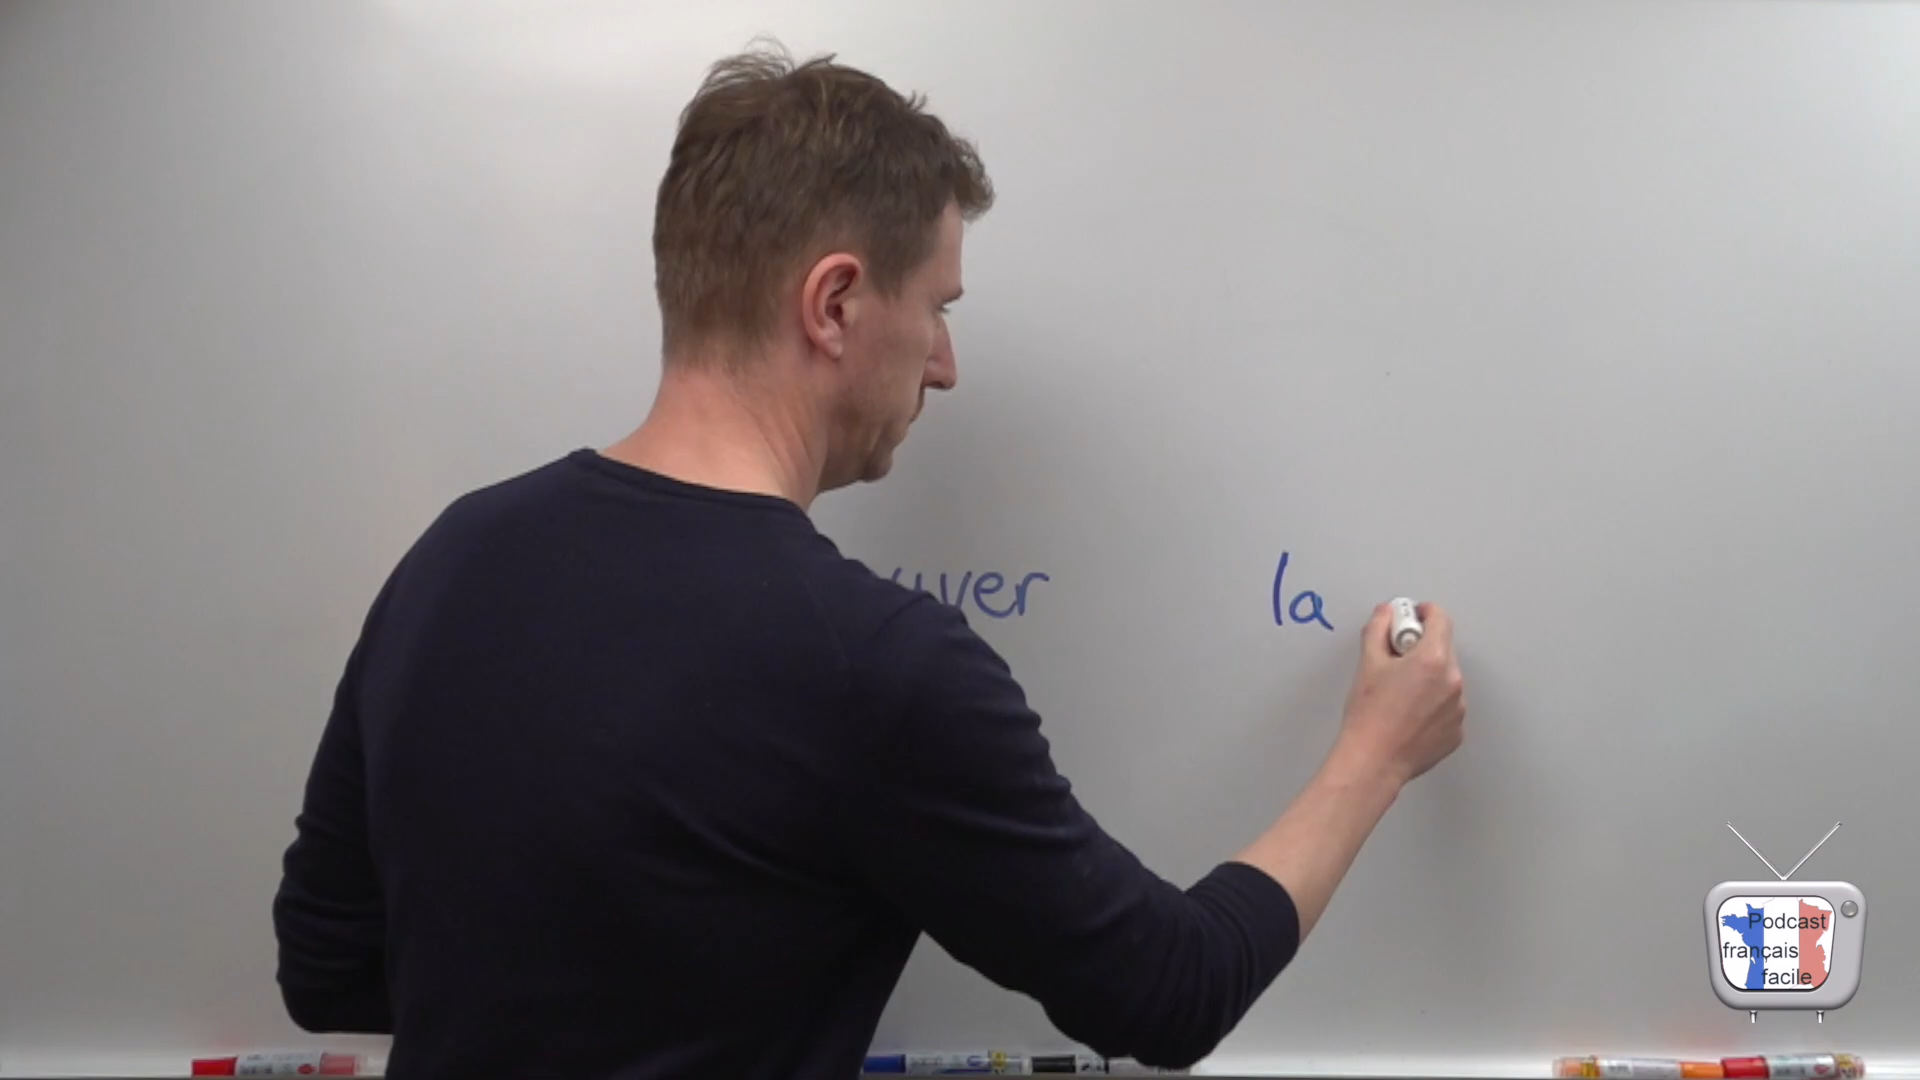 uver la
Podcast
français
facile